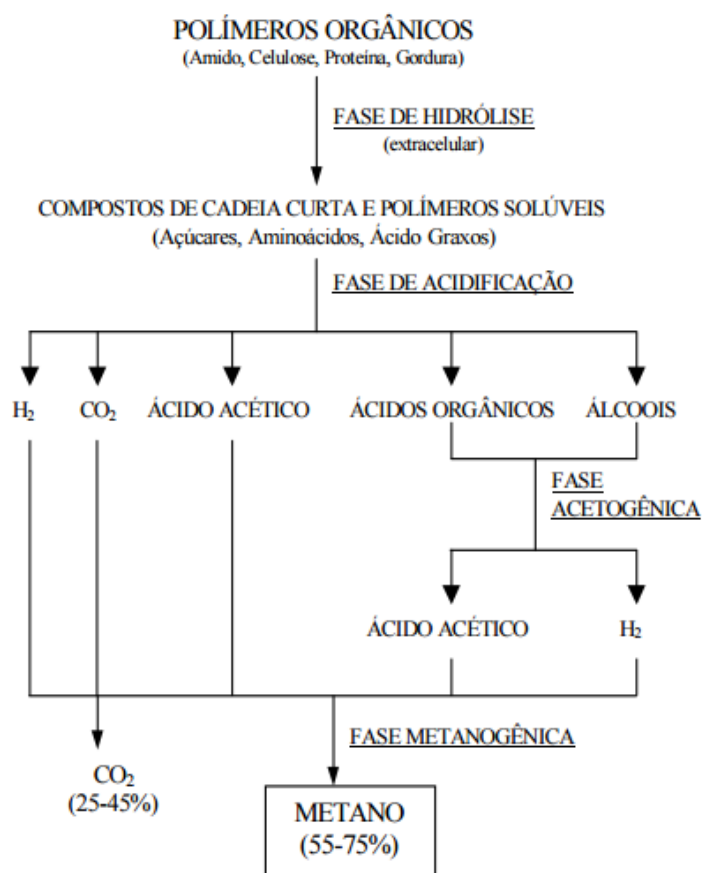 POLÍMEROS ORGÂNICOS
(Amido, Celulose, Proteína, Gordura)
FASE DE HIDRÓLISE
(extracelular)
COMPOSTOS DE CADEIA CURTA E POLÍMEROS SOLÚVEIS
(Açúcares, Aminoácidos, Ácido Graxos)
FASE DE ACIDIFICAÇÃO
H₂ CO₂ ÁCIDO ACÉTICO ÁCIDOS ORGÂNICOS ÁLCOOIS
FASE
ACETOGÊNICA
ÁCIDO ACÉTICO H₂
FASE METANOGÊNICA
CO₂
(25-45%)
METANO
(55-75%)